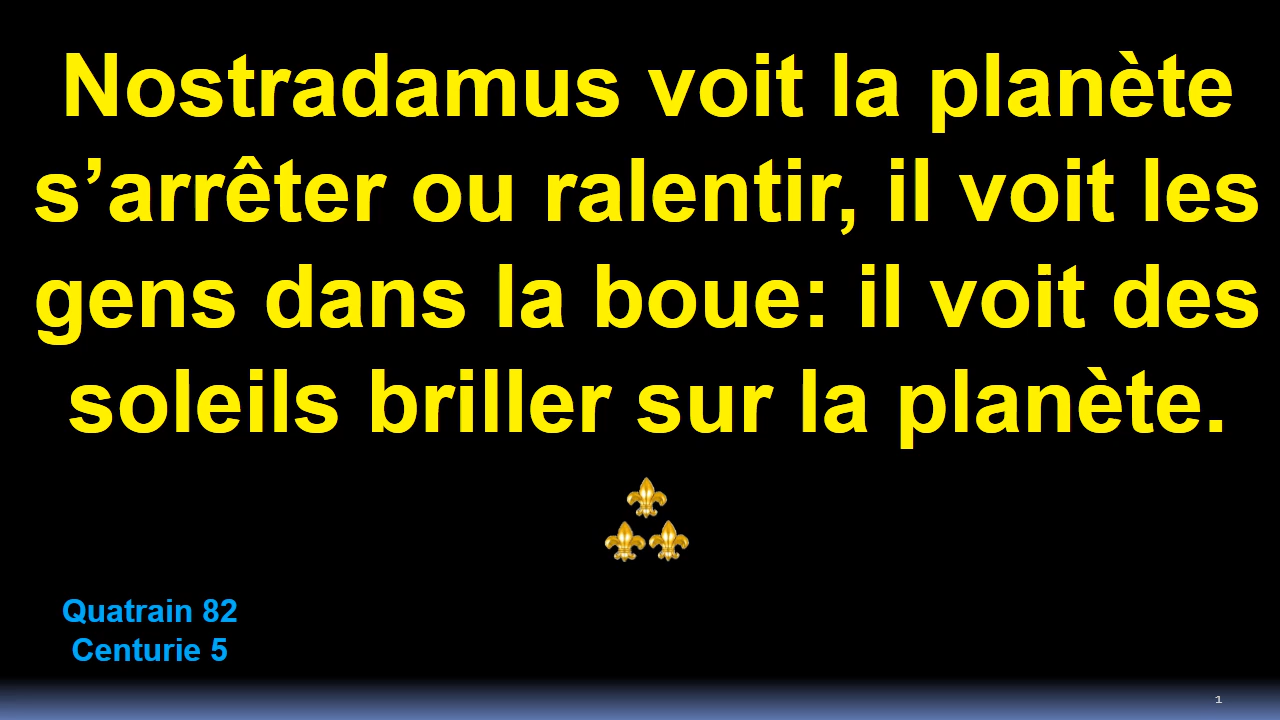 Nostradamus voit la planète
s’arrêter ou ralentir, il voit les
gens dans la boue: il voit des
soleils briller sur la planète.
Quatrain 82
Centurie 5
1